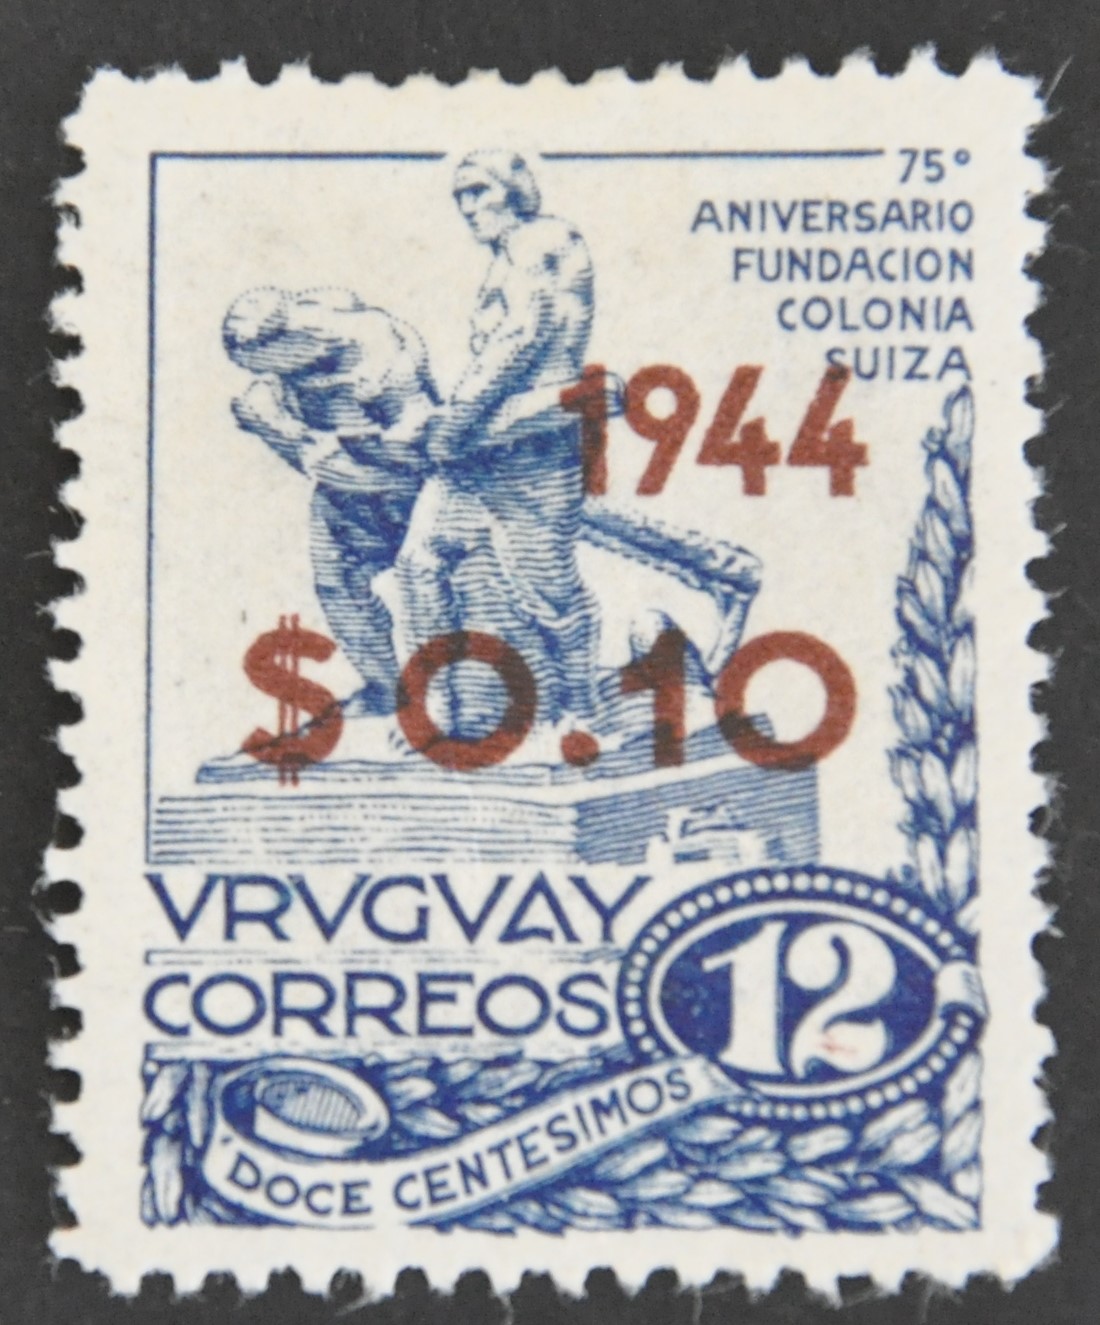 75°
ANIVERSARIO
FUNDACION
COLONIA
SUIZA
1944
$ 0.10
VRVGVAY
CORREOS
12
DOCE CENTESIMOS